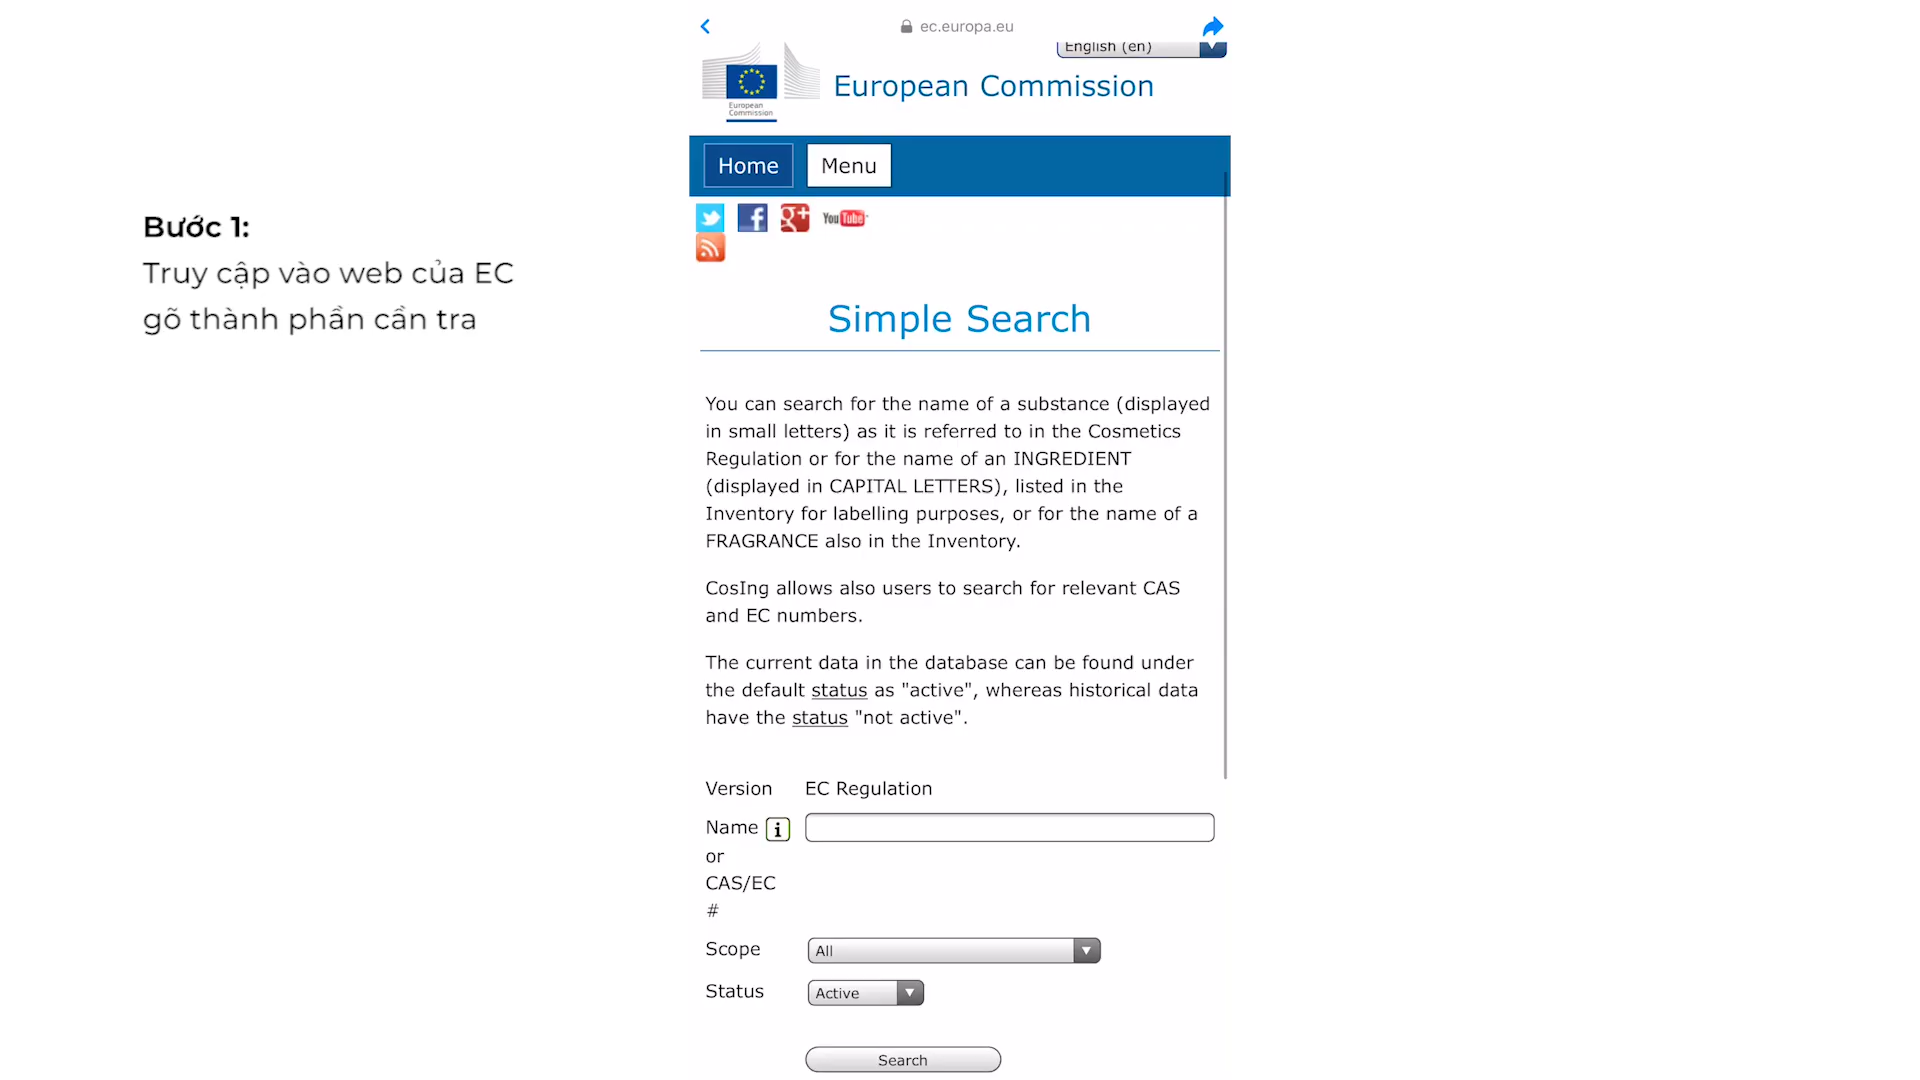 Bước 1:
Truy cập vào web của EC
gõ thành phần cần tra
ec.europa.eu
English (en)
European
Commission
European Commission
Home Menu
You Tube
Simple Search
You can search for the name of a substance (displayed
in small letters) as it is referred to in the Cosmetics
Regulation or for the name of an INGREDIENT
(displayed in CAPITAL LETTERS), listed in the
Inventory for labelling purposes, or for the name of a
FRAGRANCE also in the Inventory.
CosIng allows also users to search for relevant CAS
and EC numbers.
The current data in the database can be found under
the default status as "active", whereas historical data
have the status "not active".
Version EC Regulation
Name i
or
CAS/EC
#
Scope All
Status Active
Search